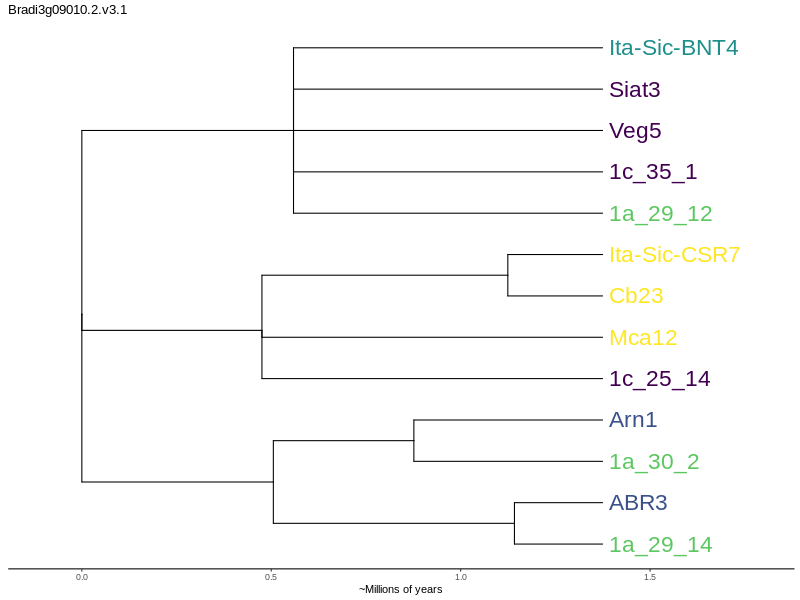 Bradi3g09010.2.v3.1
Ita-Sic-BNT4
Siat3
Veg5
1c_35_1
1a_29_12
Ita-Sic-CSR7
Cb23
Mca12
1c_25_14
Arn1
1a_30_2
ABR3
1a_29_14
0.0 0.5 1.0 1.5
~Millions of years